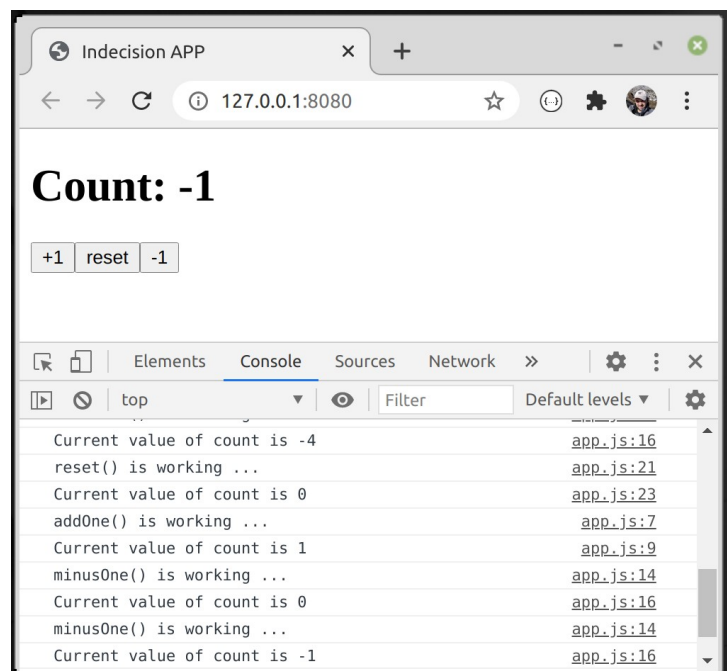 Indecision APP
127.0.0.1:8080
Count: -1
+1 reset -1
Elements Console Sources Network »
top Filter Default levels
Current value of count is -4 app.js:16
reset() is working ... app.js:21
Current value of count is 0 app.js:23
addOne() is working ... app.js:7
Current value of count is 1 app.js:9
minusOne() is working ... app.js:14
Current value of count is 0 app.js:16
minusOne() is working ... app.js:14
Current value of count is -1 app.js:16